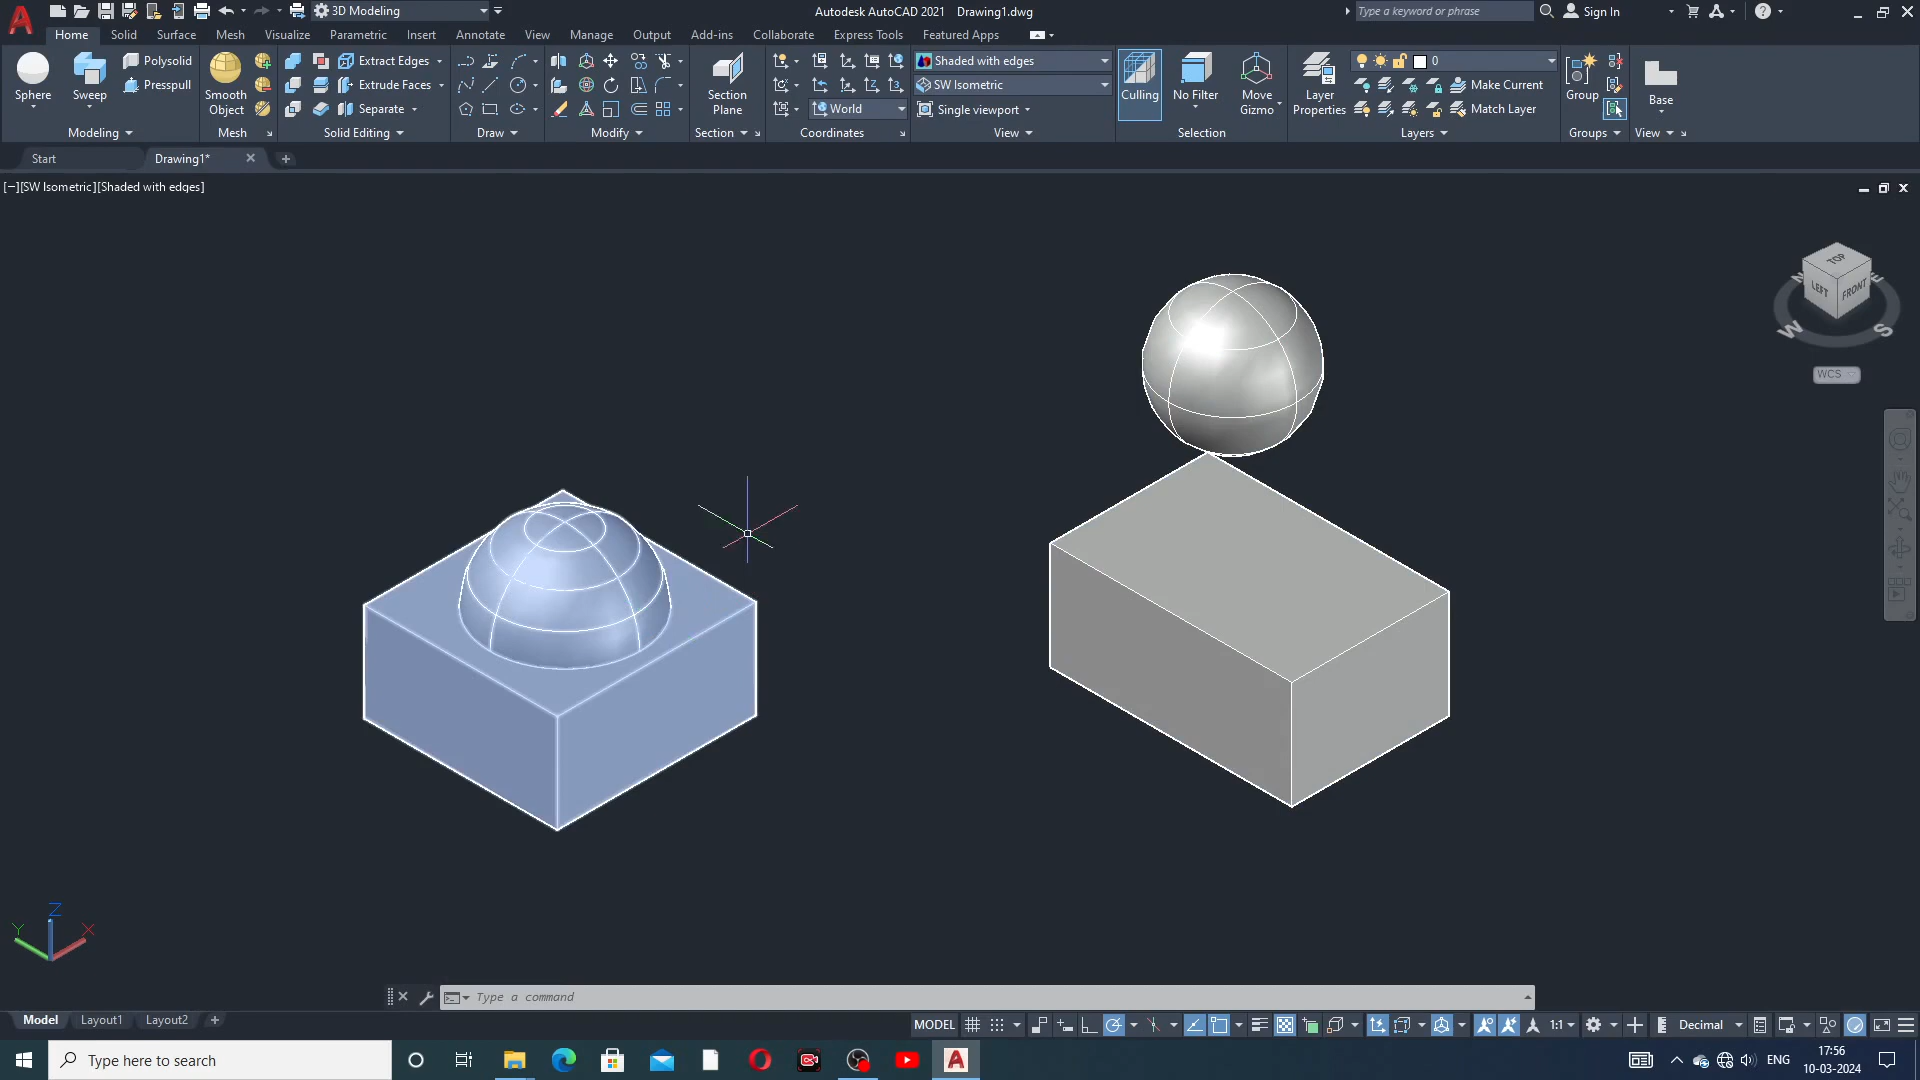 3D Modeling
Autodesk AutoCAD 2021 Drawing1.dwg
Type a keyword or phrase
Sign In
Home Solid Surface Mesh Visualize Parametric Insert Annotate View Manage Output Add-ins Collaborate Express Tools Featured Apps
Sphere
Sweep
Polysolid
Presspull
Modeling
Smooth
Object
Mesh
Extract Edges
Extrude Faces
Separate
Solid Editing
Draw
Modify
Section
Plane
Section
World
Coordinates
Shaded with edges
SW Isometric
Single viewport
View
Culling
No Filter
Move
Gizmo
Selection
Layer
Properties
0
Make Current
Match Layer
Layers
Group
Groups
Base
View
Start
Drawing1*
[−][SW Isometric][Shaded with edges]
TOP
LEFT
FRONT
N
E
W
S
WCS
Z
Y
X
Type a command
Model Layout1 Layout2
MODEL
1:1
Decimal
Type here to search
ENG
17:56
10-03-2024